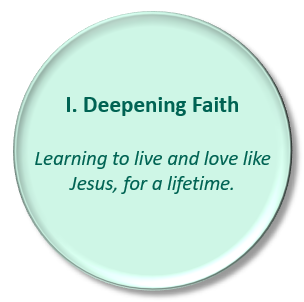 I. Deepening Faith
Learning to live and love like
Jesus, for a lifetime.